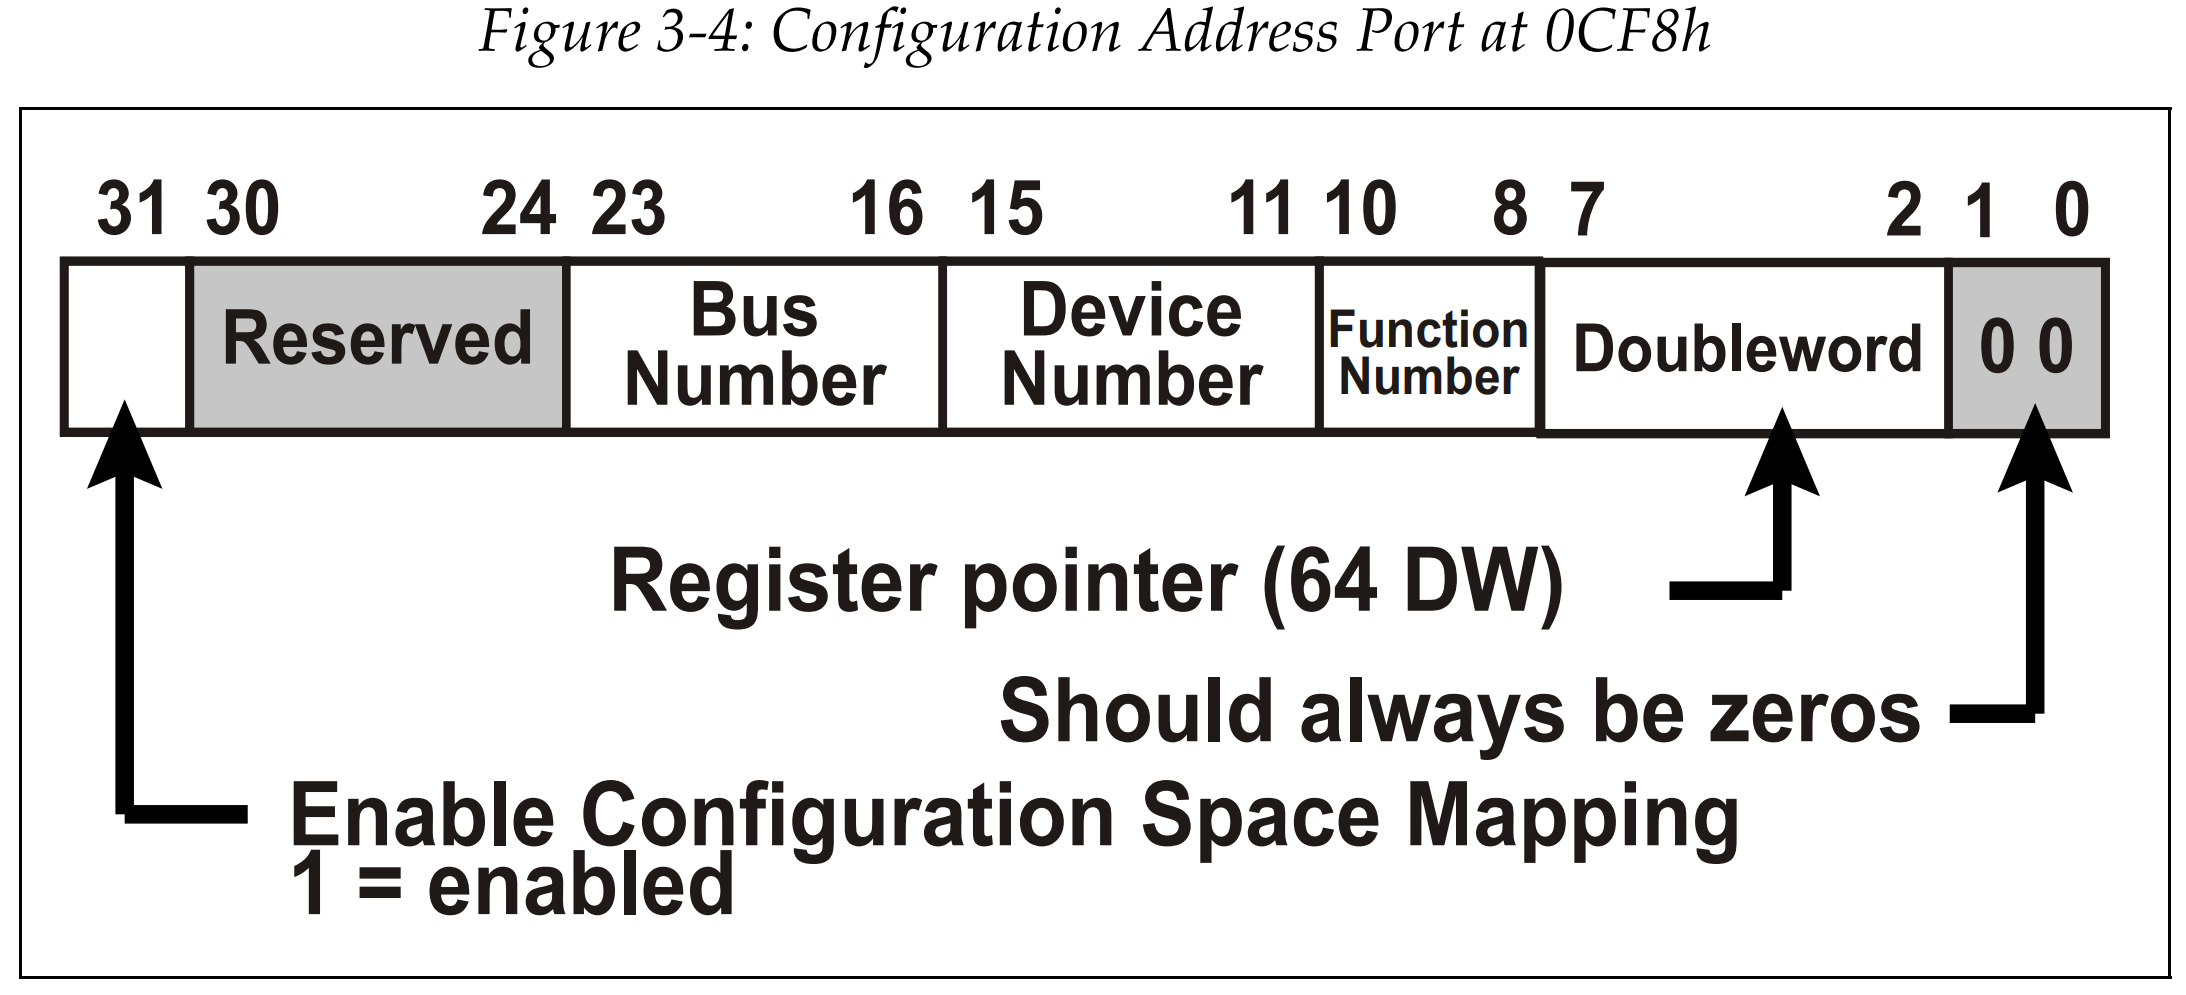 Figure 3-4: Configuration Address Port at 0CF8h
31 30 24 23 16 15 11 10 8 7 2 1 0
Reserved
Bus
Number
Device
Number
Function
Number
Doubleword
0 0
Register pointer (64 DW)
Should always be zeros
Enable Configuration Space Mapping
1 = enabled